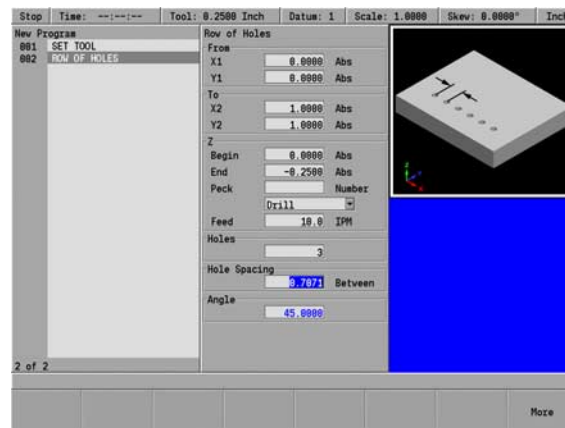 Stop Time: --:--:-- Tool: 0.2500 Inch Datum: 1 Scale: 1.0000 Skew: 0.0000° Inc
New Program
001 SET TOOL
002 ROW OF HOLES
2 of 2
Row of Holes
From
X1 0.0000 Abs
Y1 0.0000 Abs
To
X2 1.0000 Abs
Y2 1.0000 Abs
Z
Begin 0.0000 Abs
End -0.2500 Abs
Peck Number
Drill
Feed 10.0 IPM
Holes
3
Hole Spacing
0.7071 Between
Angle
45.0000
More